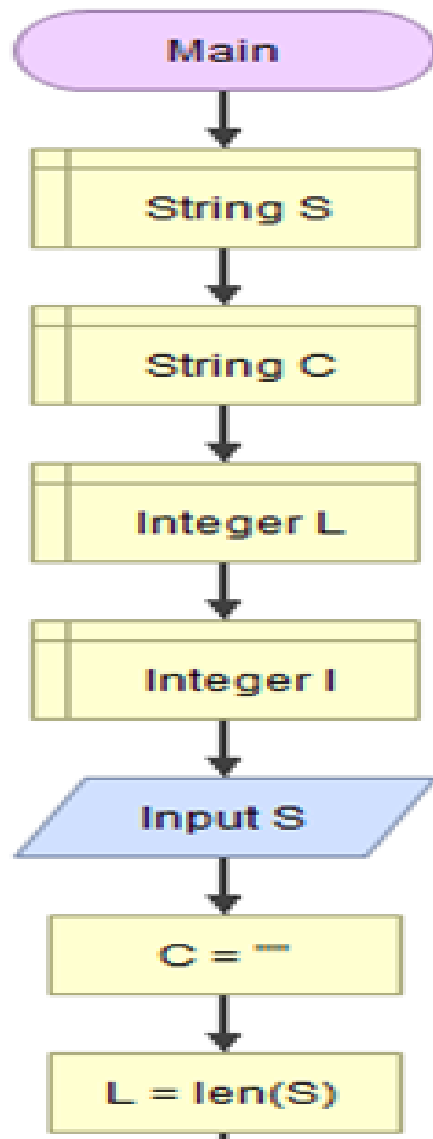 Main
String S
String C
Integer L
Integer I
Input S
C = ""
L = len(S)